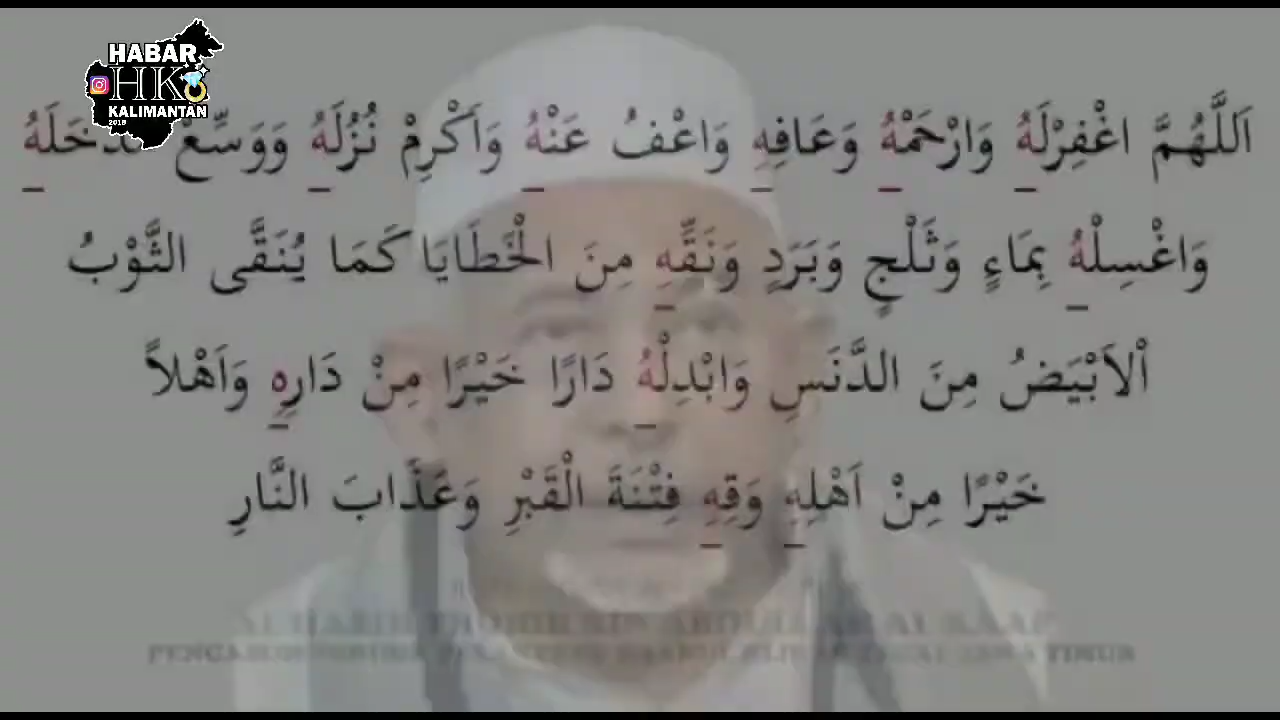 HABAR
HK
KALIMANTAN
2018
اَللَّهُمَّ اغْفِرْلَهُ وَارْحَمْهُ وَعَافِهِ وَاعْفُ عَنْهُ وَاَكْرِمْ نُزُلَهُ وَوَسِّعْ
وَاغْسِلْهُ بِمَاءٍ وَثَلْجٍ وَبَرَدٍ وَنَقِّهِ مِنَ الْخَطَايَا كَمَا يُنَقَّى الثَّوْبُ
اْلاَبْيَضُ مِنَ الدَّنَسِ وَابْدِلْهُ دَارًا خَيْرًا مِنْ دَارِهِ وَاَهْلاً
خَيْرًا مِنْ اَهْلِهِ وَقِهِ فِتْنَةَ الْقَبْرِ وَعَذَابَ النَّارِ